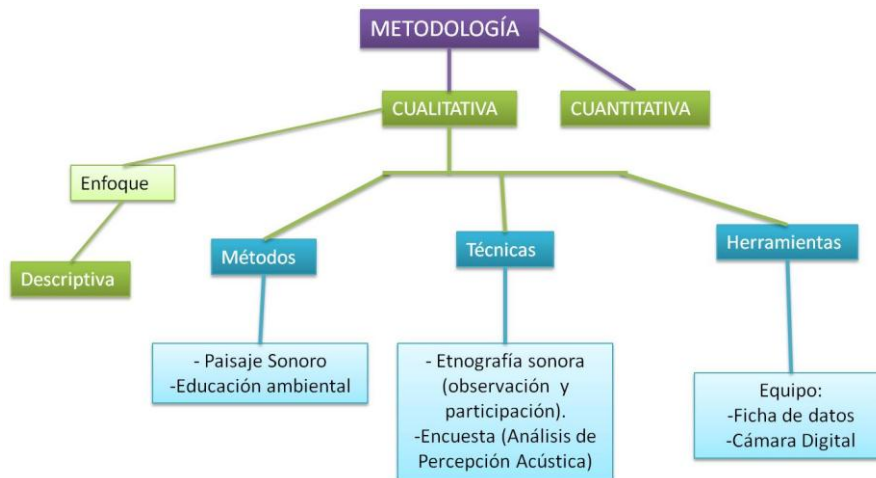 METODOLOGÍA
CUALITATIVA
CUANTITATIVA
Enfoque
Descriptiva
Métodos
Técnicas
Herramientas
- Paisaje Sonoro
-Educación ambiental
- Etnografía sonora
(observación y
participación).
-Encuesta (Análisis de
Percepción Acústica)
Equipo:
-Ficha de datos
-Cámara Digital